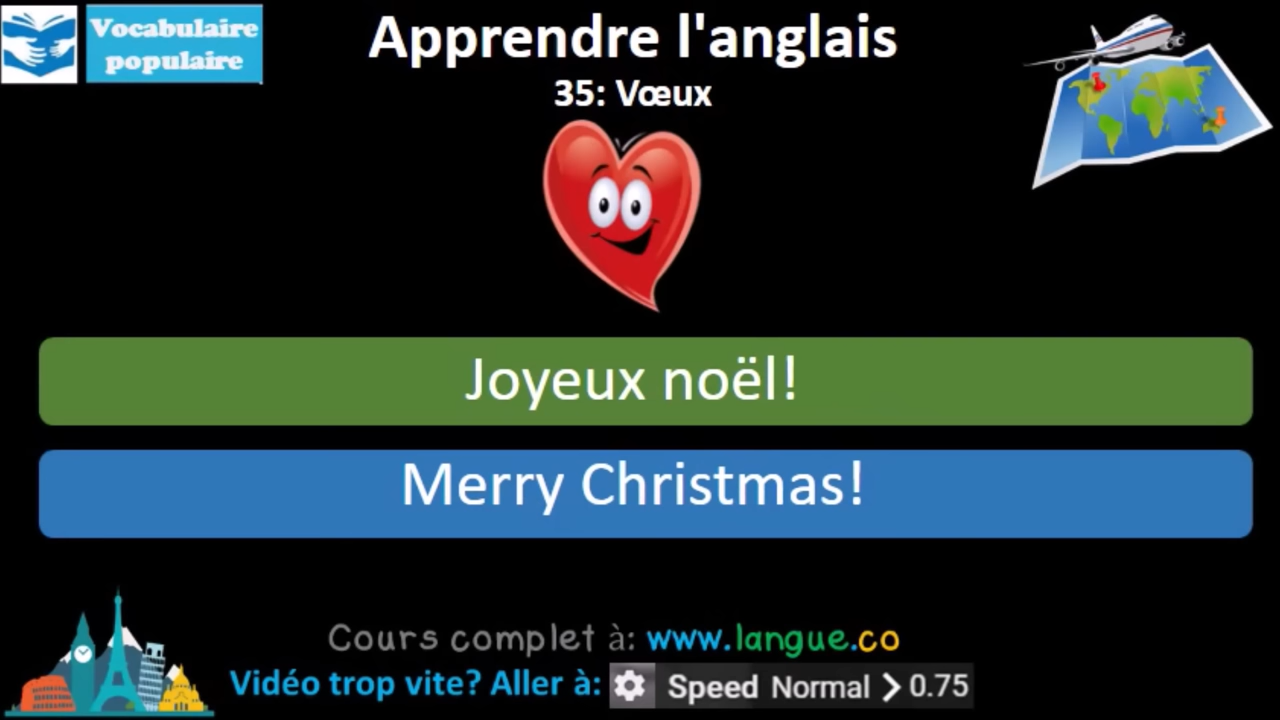 Vocabulaire
populaire
Apprendre l'anglais
35: Vœux
Joyeux noël!
Merry Christmas!
Cours complet à: www.langue.co
Vidéo trop vite? Aller à: Speed Normal > 0.75